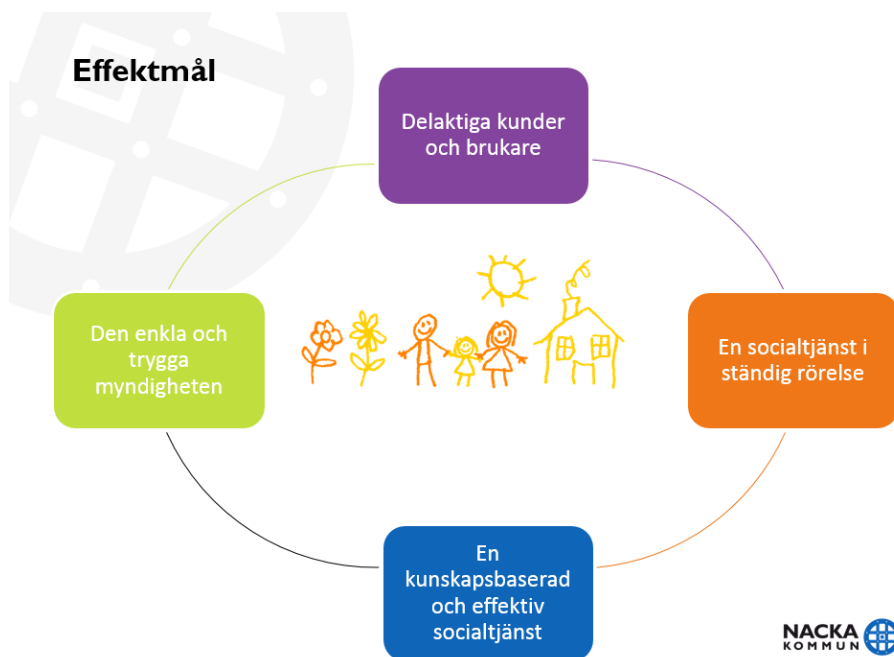 Effektmål
Delaktiga kunder
och brukare
Den enkla och
trygga
myndigheten
En socialtjänst i
ständig rörelse
En
kunskapsbaserad
och effektiv
socialtjänst
NACKA
KOMMUN